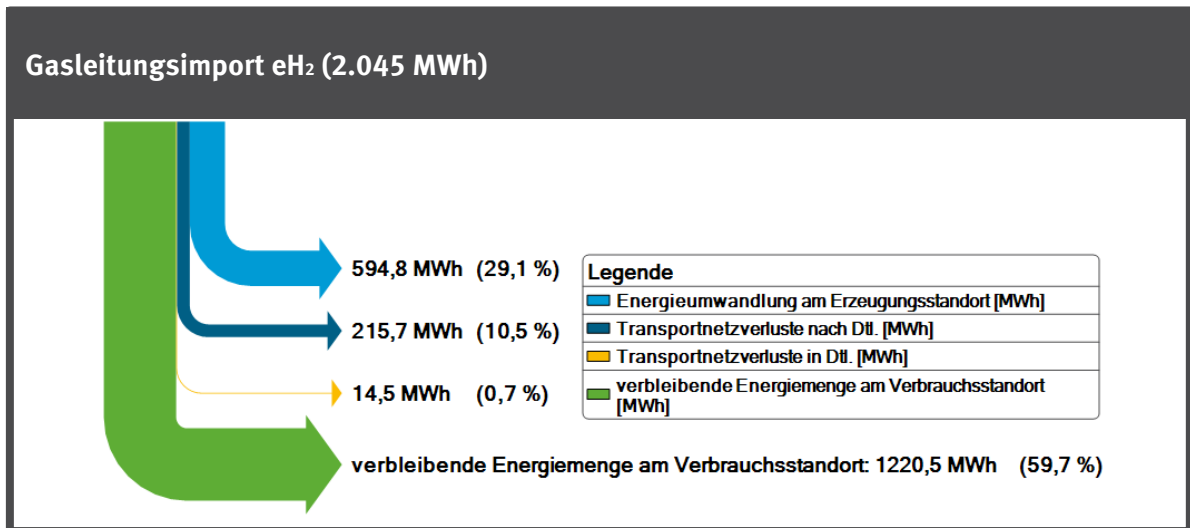 Gasleitungsimport eH₂ (2.045 MWh)
594,8 MWh (29,1 %)
215,7 MWh (10,5 %)
14,5 MWh (0,7 %)
verbleibende Energiemenge am Verbrauchsstandort: 1220,5 MWh (59,7 %)
Legende
Energieumwandlung am Erzeugungsstandort [MWh]
Transportnetzverluste nach Dtl. [MWh]
Transportnetzverluste in Dtl. [MWh]
verbleibende Energiemenge am Verbrauchsstandort
[MWh]